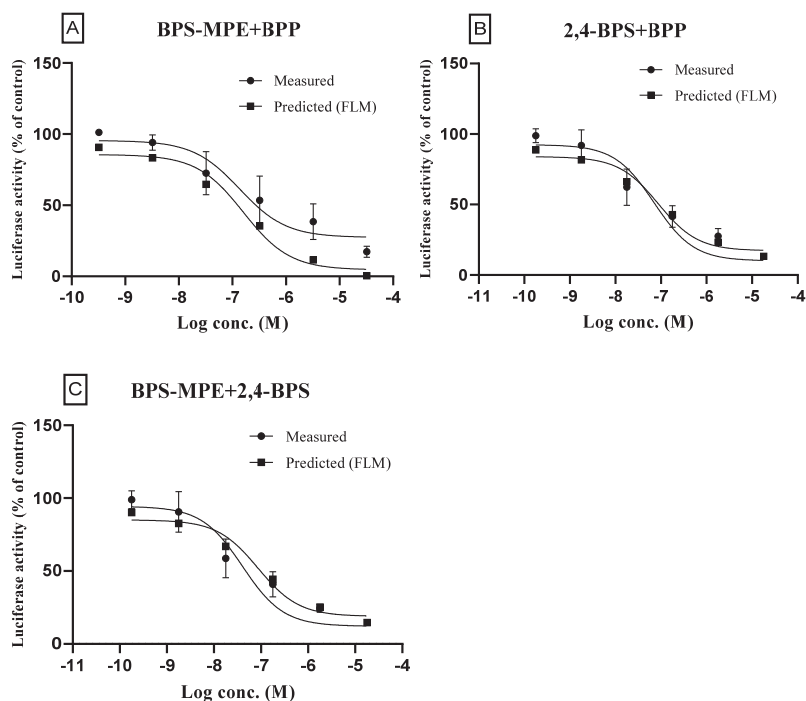 A
BPS-MPE+BPP
Luciferase activity (% of control)
150
100
50
0
Measured
Predicted (FLM)
-10 -9 -8 -7 -6 -5 -4
Log conc. (M)
B
2,4-BPS+BPP
Luciferase activity (% of control)
150
100
50
0
Measured
Predicted (FLM)
-11 -10 -9 -8 -7 -6 -5 -4
Log conc. (M)
C
BPS-MPE+2,4-BPS
Luciferase activity (% of control)
150
100
50
0
Measured
Predicted (FLM)
-11 -10 -9 -8 -7 -6 -5 -4
Log conc. (M)